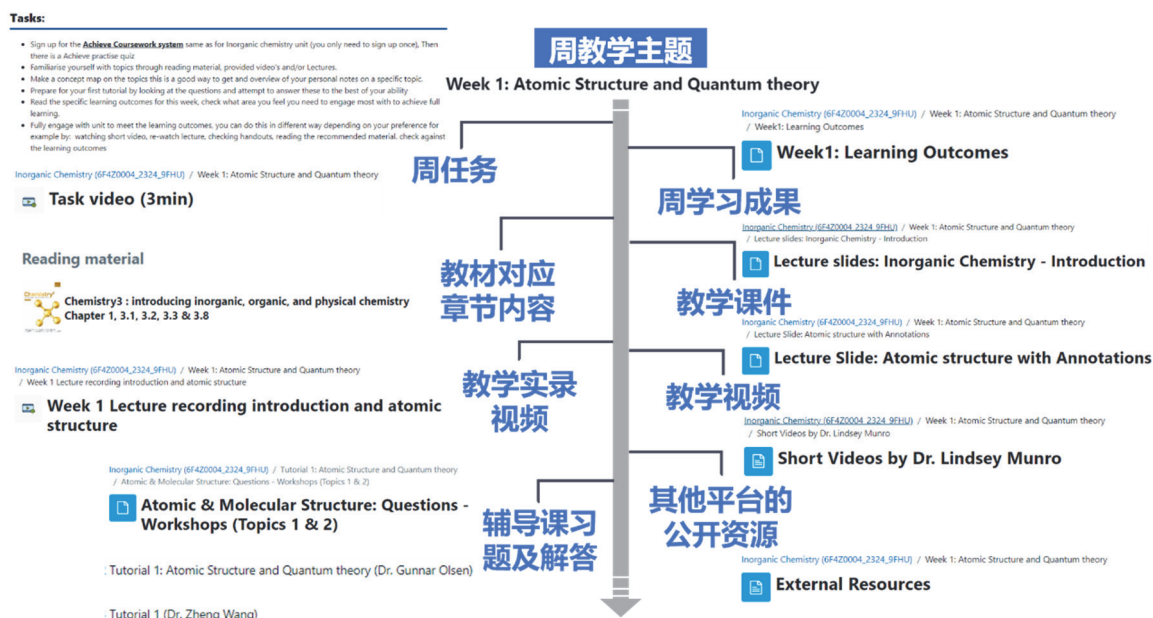 Tasks:
• Sign up for the Achieve Coursework system same as for Inorganic chemistry unit (you only need to sign up once), Then
there is a Achieve practise quiz
• Familiarise yourself with topics through reading material, provided video's and/or Lectures.
• Make a concept map on the topics this is a good way to get and overview of your personal notes on a specific topic.
• Prepare for your first tutorial by looking at the questions and attempt to answer these to the best of your ability
• Read the specific learning outcomes for this week, check what area you feel you need to engage most with to achieve full
learning.
• Fully engage with unit to meet the learning outcomes, you can do this in different way depending on your preference for
example by: watching short video, re-watch lecture, checking handouts, reading the recommended material. check against
the learning outcomes
周教学主题
Week 1: Atomic Structure and Quantum theory
周任务
Inorganic Chemistry (6F4Z0004_2324_9FHU) / Week 1: Atomic Structure and Quantum theory
/ Week1: Learning Outcomes
Week1: Learning Outcomes
周学习成果
Inorganic Chemistry (6F4Z0004_2324_9FHU) / Week 1: Atomic Structure and Quantum theory
Task video (3min)
Reading material
Chemistry³
Chemistry3 : introducing inorganic, organic, and physical chemistry
Chapter 1, 3.1, 3.2, 3.3 & 3.8
教材对应
章节内容
Inorganic Chemistry (6F4Z0004_2324_9FHU) / Week 1: Atomic Structure and Quantum theory
/ Lecture slides: Inorganic Chemistry - Introduction
Lecture slides: Inorganic Chemistry - Introduction
教学课件
Inorganic Chemistry (6F4Z0004_2324_9FHU) / Week 1: Atomic Structure and Quantum theory
/ Lecture Slide: Atomic structure with Annotations
Lecture Slide: Atomic structure with Annotations
教学视频
Inorganic Chemistry (6F4Z0004_2324_9FHU) / Week 1: Atomic Structure and Quantum theory
/ Week 1 Lecture recording introduction and atomic structure
Week 1 Lecture recording introduction and atomic
structure
教学实录
视频
Inorganic Chemistry (6F4Z0004_2324_9FHU) / Week 1: Atomic Structure and Quantum theory
/ Short Videos by Dr. Lindsey Munro
Short Videos by Dr. Lindsey Munro
其他平台的
公开资源
Inorganic Chemistry (6F4Z0004_2324_9FHU) / Tutorial 1: Atomic Structure and Quantum theory
/ Atomic & Molecular Structure: Questions - Workshops (Topics 1 & 2)
Atomic & Molecular Structure: Questions -
Workshops (Topics 1 & 2)
辅导课习
题及解答
Tutorial 1: Atomic Structure and Quantum theory (Dr. Gunnar Olsen)
Tutorial 1 (Dr. Zheng Wang)
Inorganic Chemistry (6F4Z0004_2324_9FHU) / Week 1: Atomic Structure and Quantum theory
External Resources